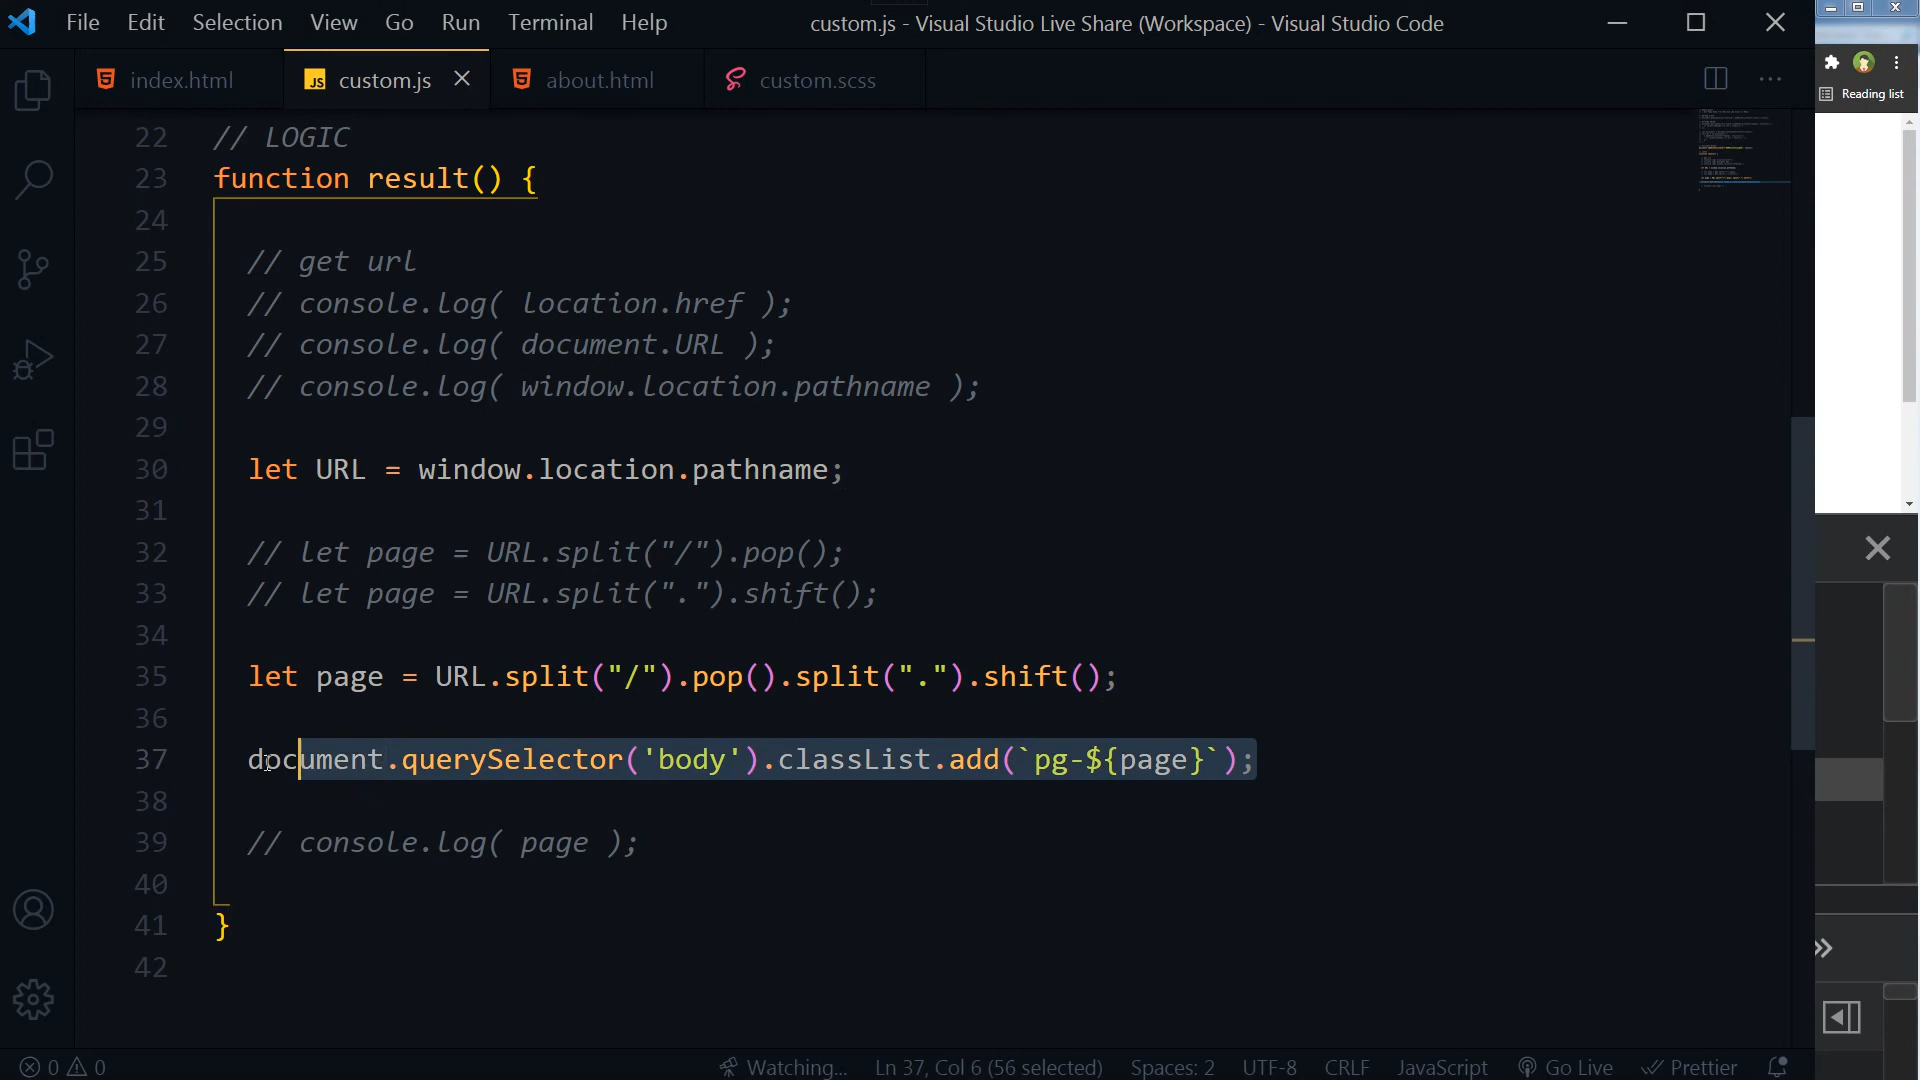 File Edit Selection View Go Run Terminal Help
custom.js - Visual Studio Live Share (Workspace) - Visual Studio Code
index.html
JS custom.js
about.html
custom.scss
Reading list
22 // LOGIC
23 function result() {
24
25 // get url
26 // console.log( location.href );
27 // console.log( document.URL );
28 // console.log( window.location.pathname );
29
30 let URL = window.location.pathname;
31
32 // let page = URL.split("/").pop();
33 // let page = URL.split(".").shift();
34
35 let page = URL.split("/").pop().split(".").shift();
36
37 document.querySelector('body').classList.add(`pg-${page}`);
38
39 // console.log( page );
40
41 }
42
0 0 Watching... Ln 37, Col 6 (56 selected) Spaces: 2 UTF-8 CRLF JavaScript Go Live Prettier